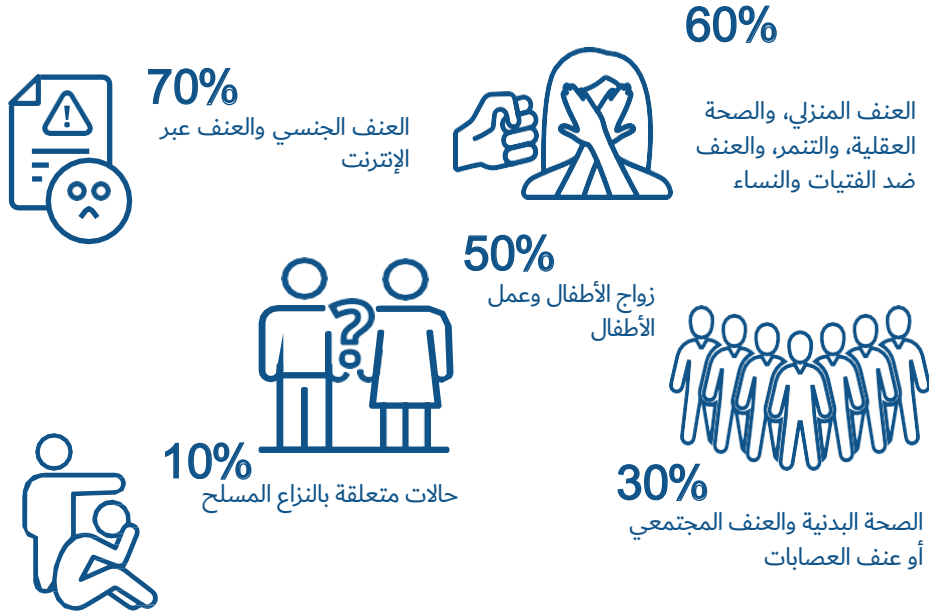 70%
العنف الجنسي والعنف عبر
الإنترنت
60%
العنف المنزلي، والصحة
العقلية، والتنمر، والعنف
ضد الفتيات والنساء
50%
زواج الأطفال وعمل
الأطفال
10%
حالات متعلقة بالنزاع المسلح
30%
الصحة البدنية والعنف المجتمعي
أو عنف العصابات